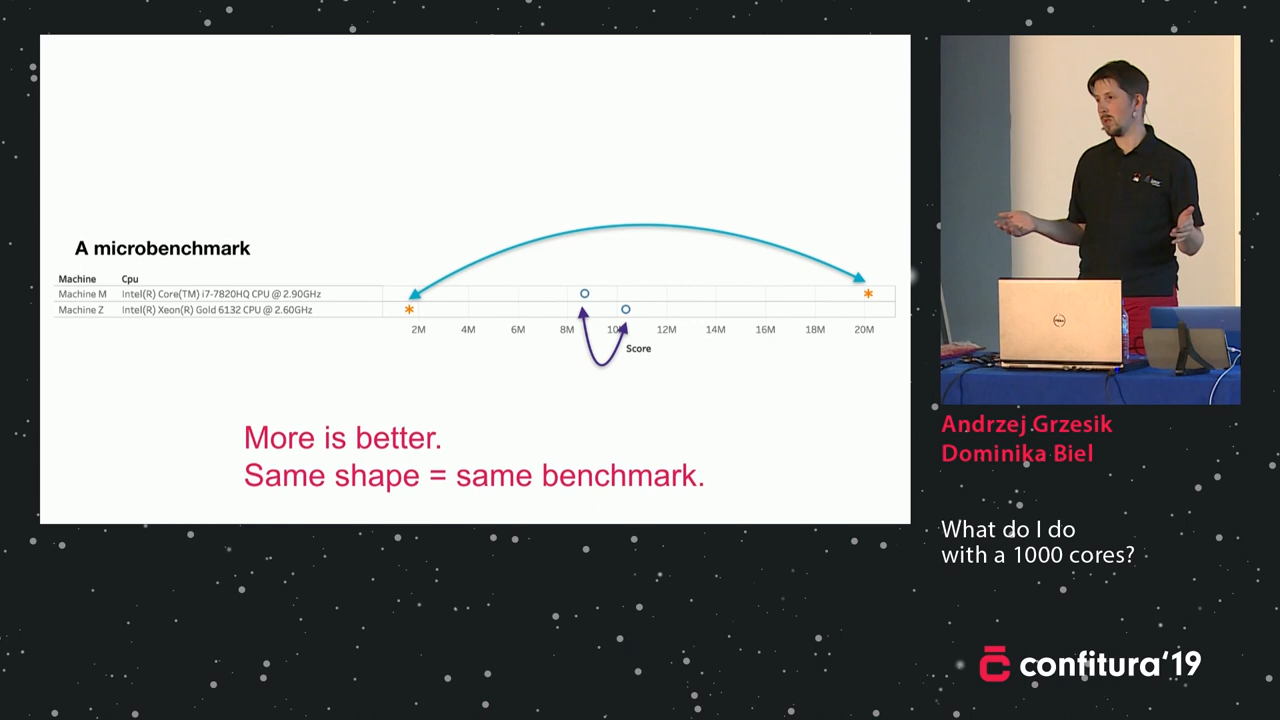 A microbenchmark
Machine Cpu
Machine M Intel(R) Core(TM) i7-7820HQ CPU @ 2.90GHz
Machine Z Intel(R) Xeon(R) Gold 6132 CPU @ 2.60GHz
2M 4M 6M 8M 12M 14M 16M 18M 20M
Score
More is better.
Same shape = same benchmark.
DELL
Andrzej Grzesik
Dominika Biel
What do I do
with a 1000 cores?
confitura'19